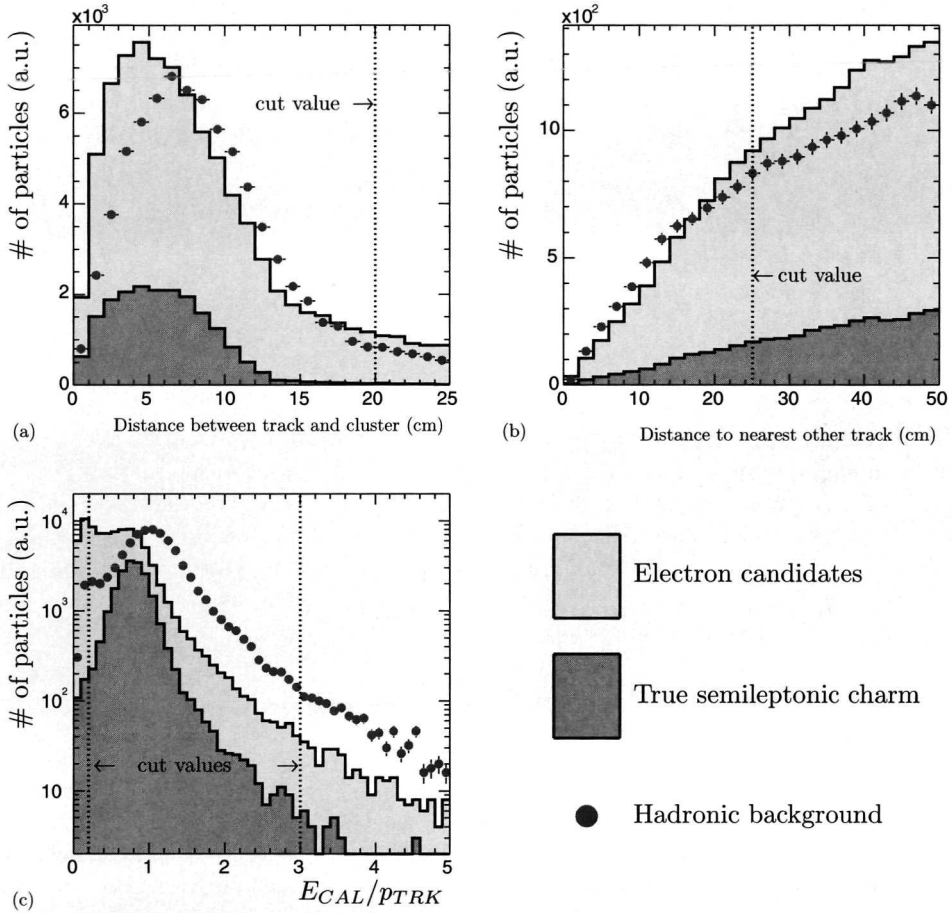 ×10³
# of particles (a.u.)
6
4
2
0
cut value →
0 5 10 15 20 25
(a) Distance between track and cluster (cm)
×10²
# of particles (a.u.)
10
5
0
← cut value
0 10 20 30 40 50
(b) Distance to nearest other track (cm)
# of particles (a.u.)
10⁴
10³
10²
10
← cut values →
0 1 2 3 4 5
(c) E_CAL/p_TRK
Electron candidates
True semileptonic charm
Hadronic background